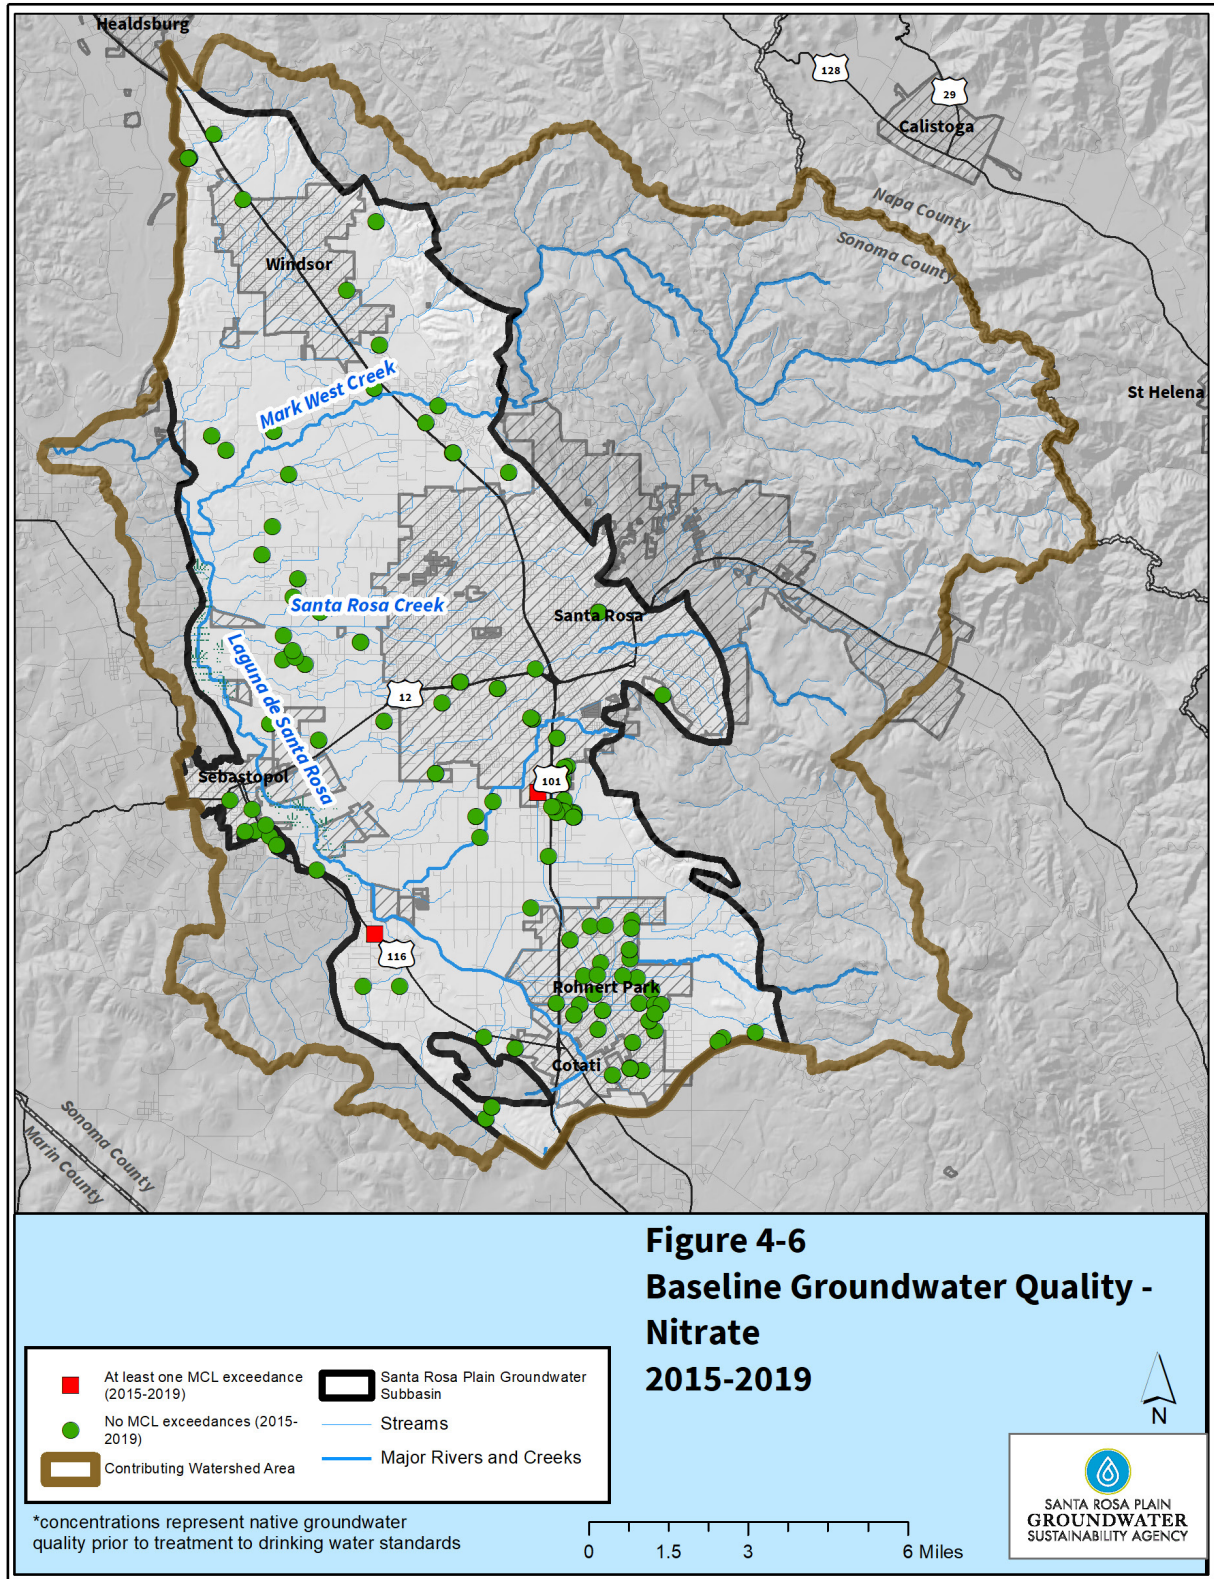 Healdsburg
128
29
Calistoga
Napa County
Sonoma County
Windsor
St Helena
Mark West Creek
Santa Rosa Creek
Santa Rosa
Laguna de Santa Rosa
12
Sebastopol
101
116
Rohnert Park
Cotati
Sonoma County
Marin County
Figure 4-6
Baseline Groundwater Quality -
Nitrate
2015-2019
At least one MCL exceedance
(2015-2019)
No MCL exceedances (2015-
2019)
Contributing Watershed Area
Santa Rosa Plain Groundwater
Subbasin
Streams
Major Rivers and Creeks
*concentrations represent native groundwater
quality prior to treatment to drinking water standards
0 1.5 3 6 Miles
N
SANTA ROSA PLAIN
GROUNDWATER
SUSTAINABILITY AGENCY